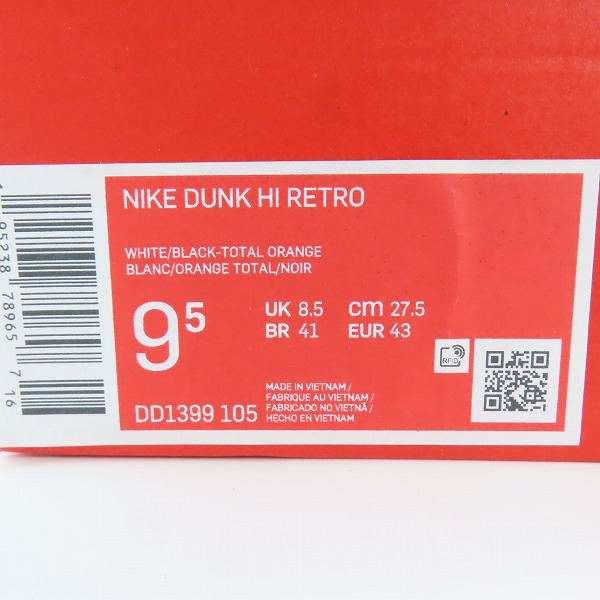 NIKE DUNK HI RETRO
WHITE/BLACK-TOTAL ORANGE
BLANC/ORANGE TOTAL/NOIR
9 5
UK 8.5 cm 27.5
BR 41 EUR 43
RFID
MADE IN VIETNAM /
FABRIQUE AU VIETNAM /
FABRICADO NO VIETNÃ /
HECHO EN VIETNAM
DD1399 105
95238 78965 7 16